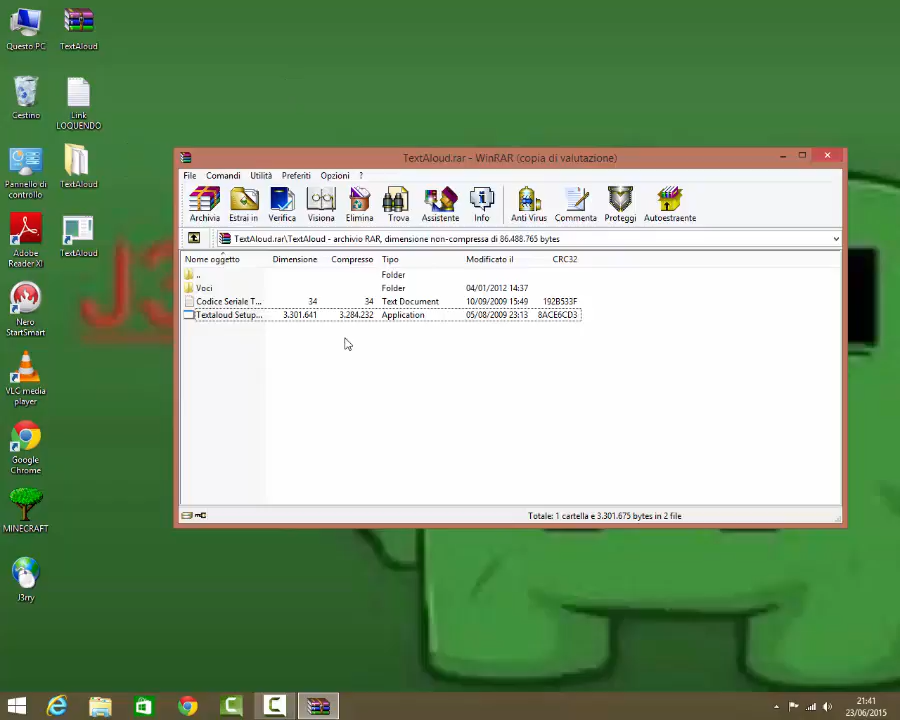 Questo PC
TextAloud
Cestino
Link
LOQUENDO
Pannello di
controllo
TextAloud
Adobe
Reader XI
TextAloud
Nero
StartSmart
VLC media
player
Google
Chrome
MINECRAFT
J3rry
TextAloud.rar - WinRAR (copia di valutazione)
File Comandi Utilità Preferiti Opzioni ?
Archivia Estrai in Verifica Visiona Elimina Trova Assistente Info Anti Virus Commenta Proteggi Autoestraente
TextAloud.rar\TextAloud - archivio RAR, dimensione non-compressa di 86.488.765 bytes
Nome oggetto Dimensione Compresso Tipo Modificato il CRC32
.. Folder
Voci Folder 04/01/2012 14:37
Codice Seriale T... 34 34 Text Document 10/09/2009 15:49 192B533F
Textaloud Setup... 3.301.641 3.284.232 Application 05/08/2009 23:13 8ACE6CD3
Totale: 1 cartella e 3.301.675 bytes in 2 file
21:41
23/06/2015